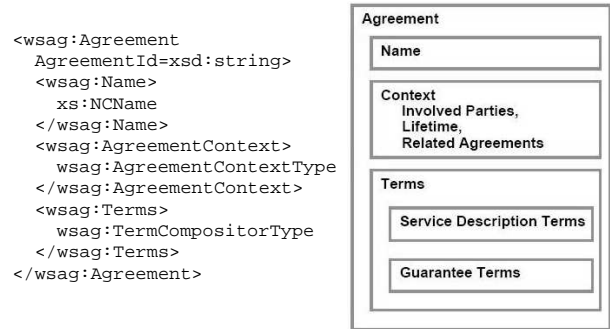 <wsag:Agreement
AgreementId=xsd:string>
<wsag:Name>
xs:NCName
</wsag:Name>
<wsag:AgreementContext>
wsag:AgreementContextType
</wsag:AgreementContext>
<wsag:Terms>
wsag:TermCompositorType
</wsag:Terms>
</wsag:Agreement>
Agreement
Name
Context
Involved Parties,
Lifetime,
Related Agreements
Terms
Service Description Terms
Guarantee Terms